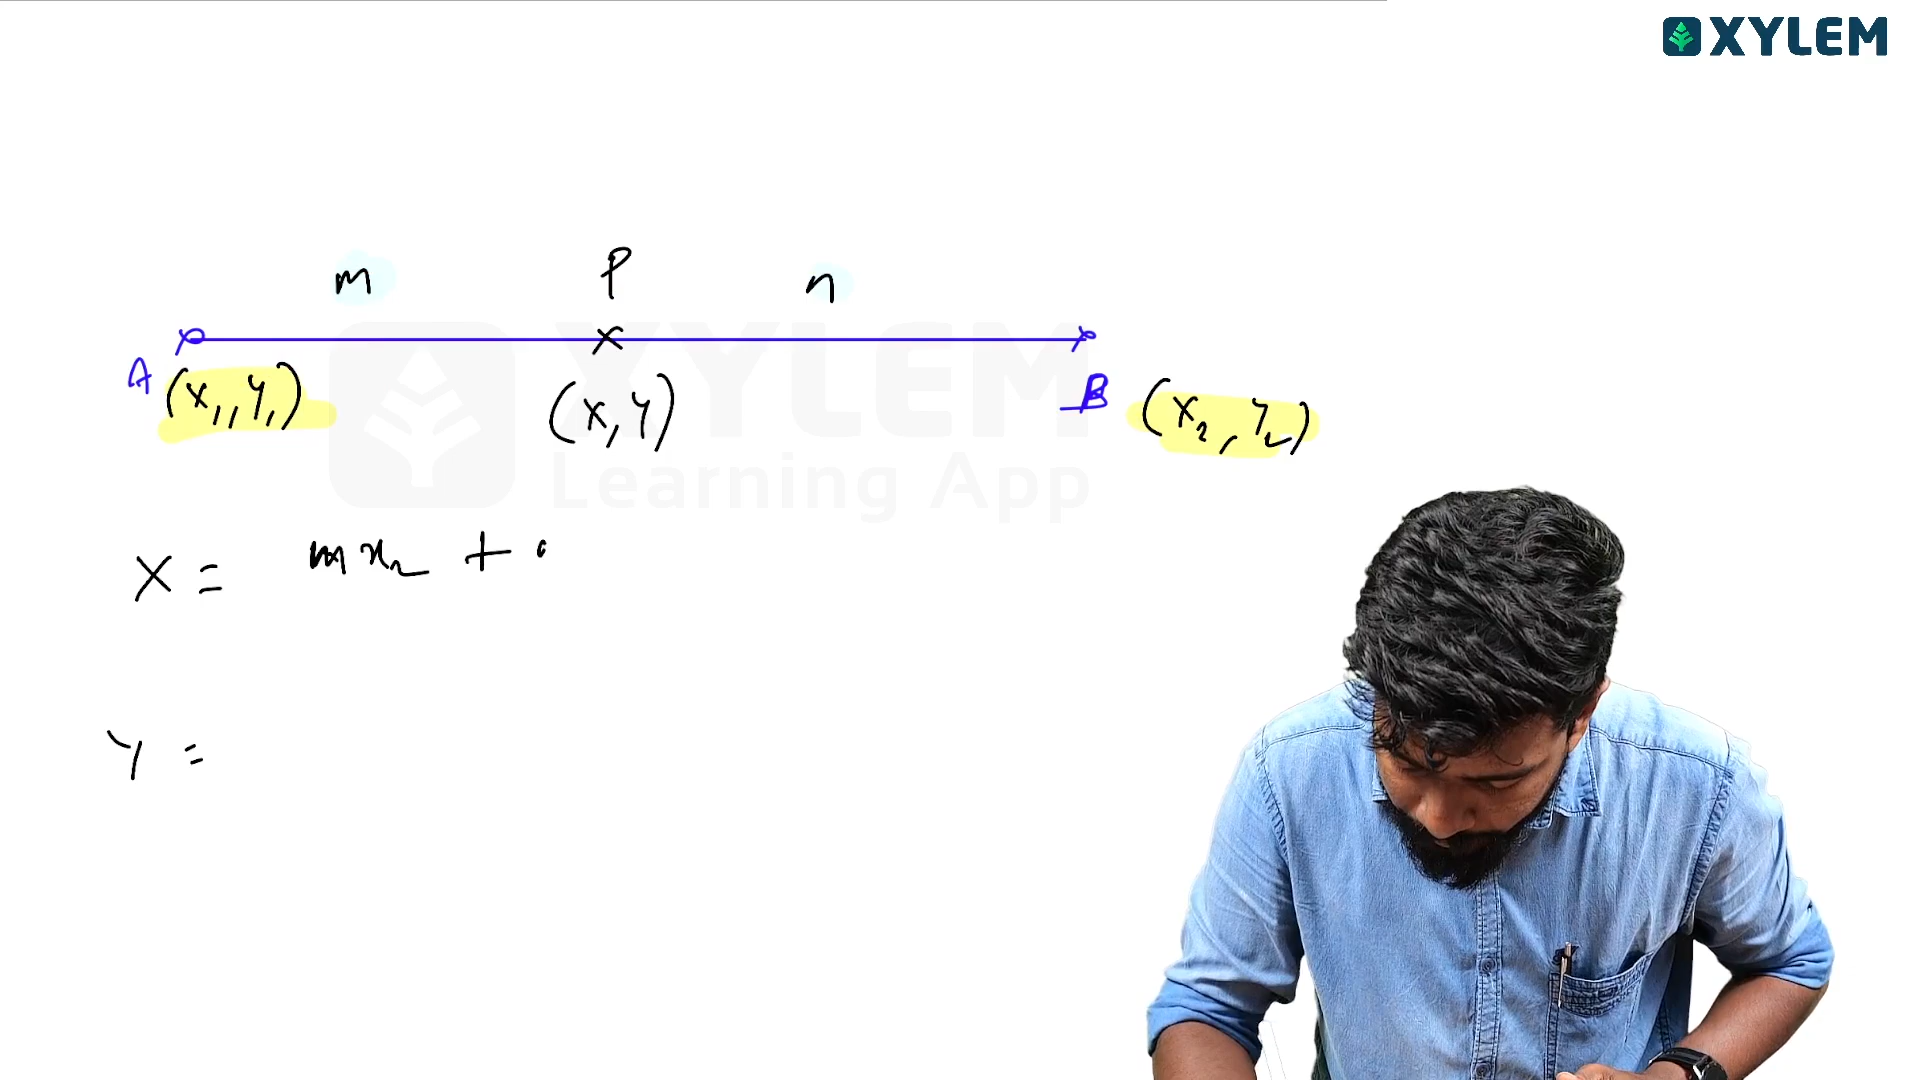 XYLEM
m P n
A (x₁, y₁) (x, y) B (x₂, y₂)
XYLEM
Learning App
x = mx₂ +
y =